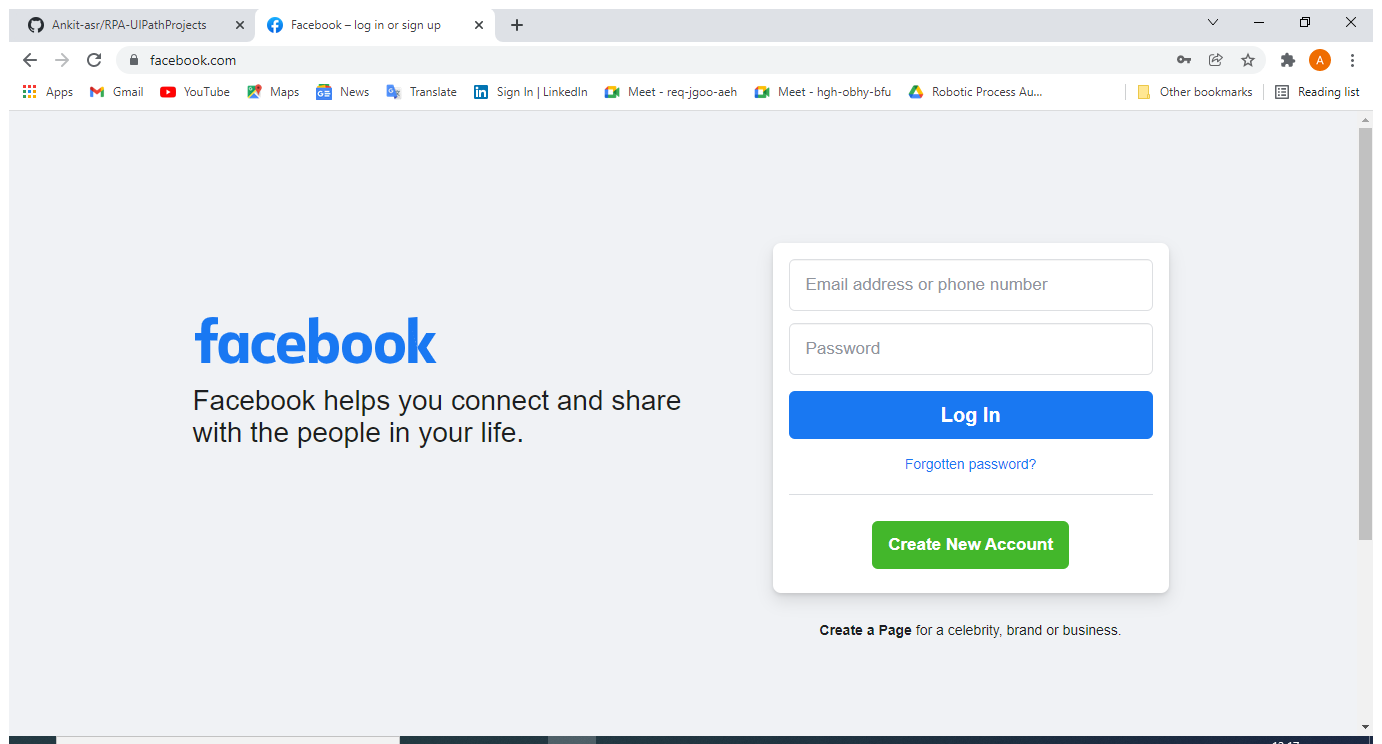 Ankit-asr/RPA-UIPathProjects
Facebook – log in or sign up
facebook.com
A
Apps
Gmail
YouTube
Maps
News
Translate
Sign In | LinkedIn
Meet - req-jgoo-aeh
Meet - hgh-obhy-bfu
Robotic Process Au...
Other bookmarks
Reading list
facebook
Facebook helps you connect and share
with the people in your life.
Email address or phone number
Password
Log In
Forgotten password?
Create New Account
Create a Page for a celebrity, brand or business.